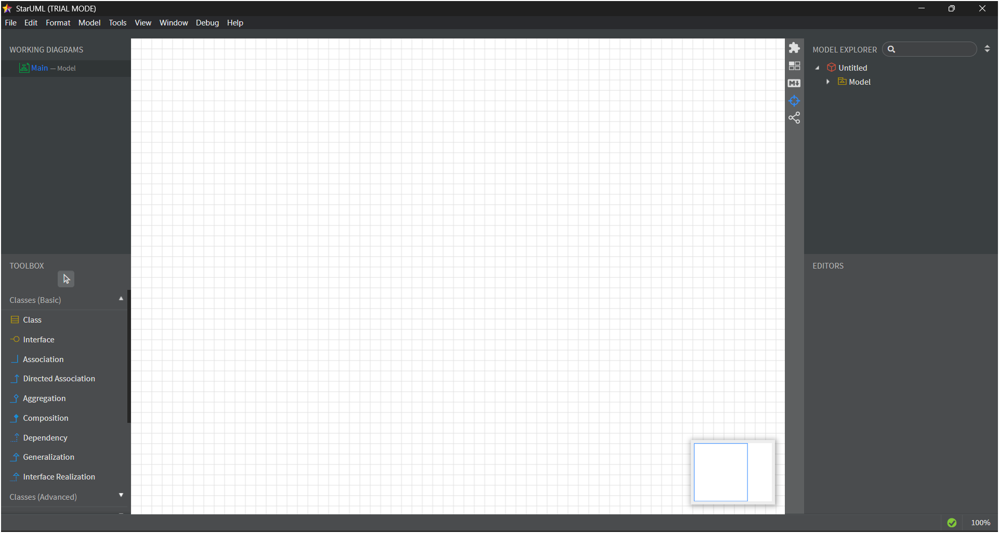 StarUML (TRIAL MODE)
File Edit Format Model Tools View Window Debug Help
WORKING DIAGRAMS
Main — Model
TOOLBOX
Classes (Basic)
Class
Interface
Association
Directed Association
Aggregation
Composition
Dependency
Generalization
Interface Realization
Classes (Advanced)
M
MODEL EXPLORER
Untitled
Model
EDITORS
100%